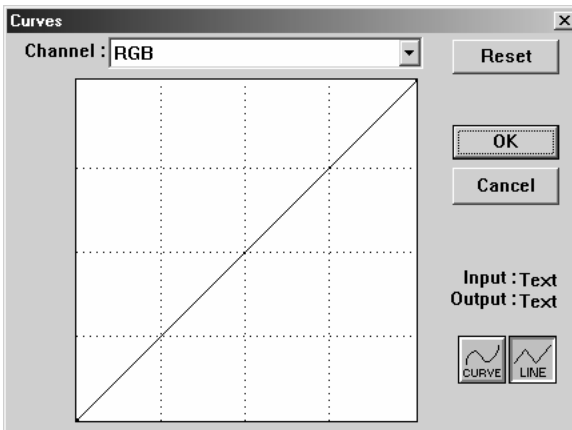 Curves
Channel : RGB
Reset
OK
Cancel
Input : Text
Output : Text
CURVE
LINE